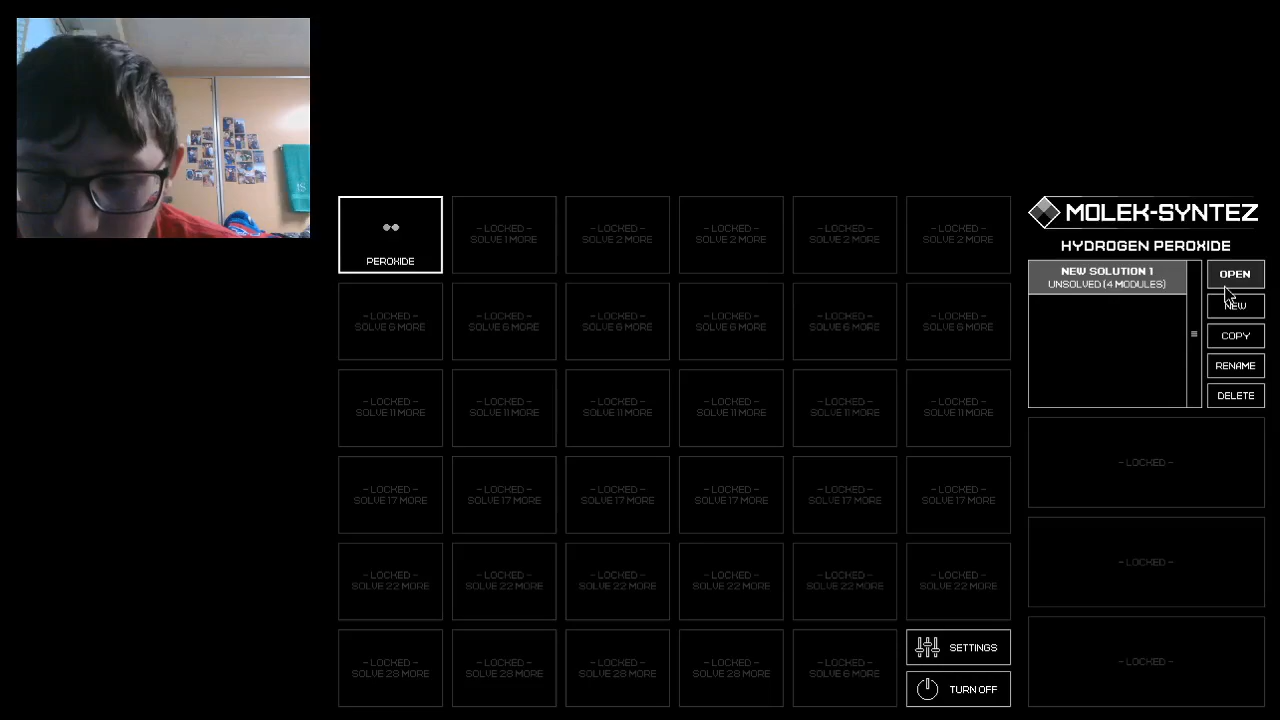 PEROXIDE
- LOCKED -
SOLVE 1 MORE
- LOCKED -
SOLVE 2 MORE
- LOCKED -
SOLVE 2 MORE
- LOCKED -
SOLVE 2 MORE
- LOCKED -
SOLVE 2 MORE
- LOCKED -
SOLVE 6 MORE
- LOCKED -
SOLVE 6 MORE
- LOCKED -
SOLVE 6 MORE
- LOCKED -
SOLVE 6 MORE
- LOCKED -
SOLVE 6 MORE
- LOCKED -
SOLVE 6 MORE
- LOCKED -
SOLVE 11 MORE
- LOCKED -
SOLVE 11 MORE
- LOCKED -
SOLVE 11 MORE
- LOCKED -
SOLVE 11 MORE
- LOCKED -
SOLVE 11 MORE
- LOCKED -
SOLVE 11 MORE
- LOCKED -
SOLVE 17 MORE
- LOCKED -
SOLVE 17 MORE
- LOCKED -
SOLVE 17 MORE
- LOCKED -
SOLVE 17 MORE
- LOCKED -
SOLVE 17 MORE
- LOCKED -
SOLVE 17 MORE
- LOCKED -
SOLVE 22 MORE
- LOCKED -
SOLVE 22 MORE
- LOCKED -
SOLVE 22 MORE
- LOCKED -
SOLVE 22 MORE
- LOCKED -
SOLVE 22 MORE
- LOCKED -
SOLVE 22 MORE
- LOCKED -
SOLVE 28 MORE
- LOCKED -
SOLVE 28 MORE
- LOCKED -
SOLVE 28 MORE
- LOCKED -
SOLVE 28 MORE
- LOCKED -
SOLVE 6 MORE
SETTINGS
TURN OFF
MOLEK-SYNTEZ
HYDROGEN PEROXIDE
NEW SOLUTION 1
UNSOLVED (4 MODULES)
OPEN
NEW
COPY
RENAME
DELETE
- LOCKED -
- LOCKED -
- LOCKED -